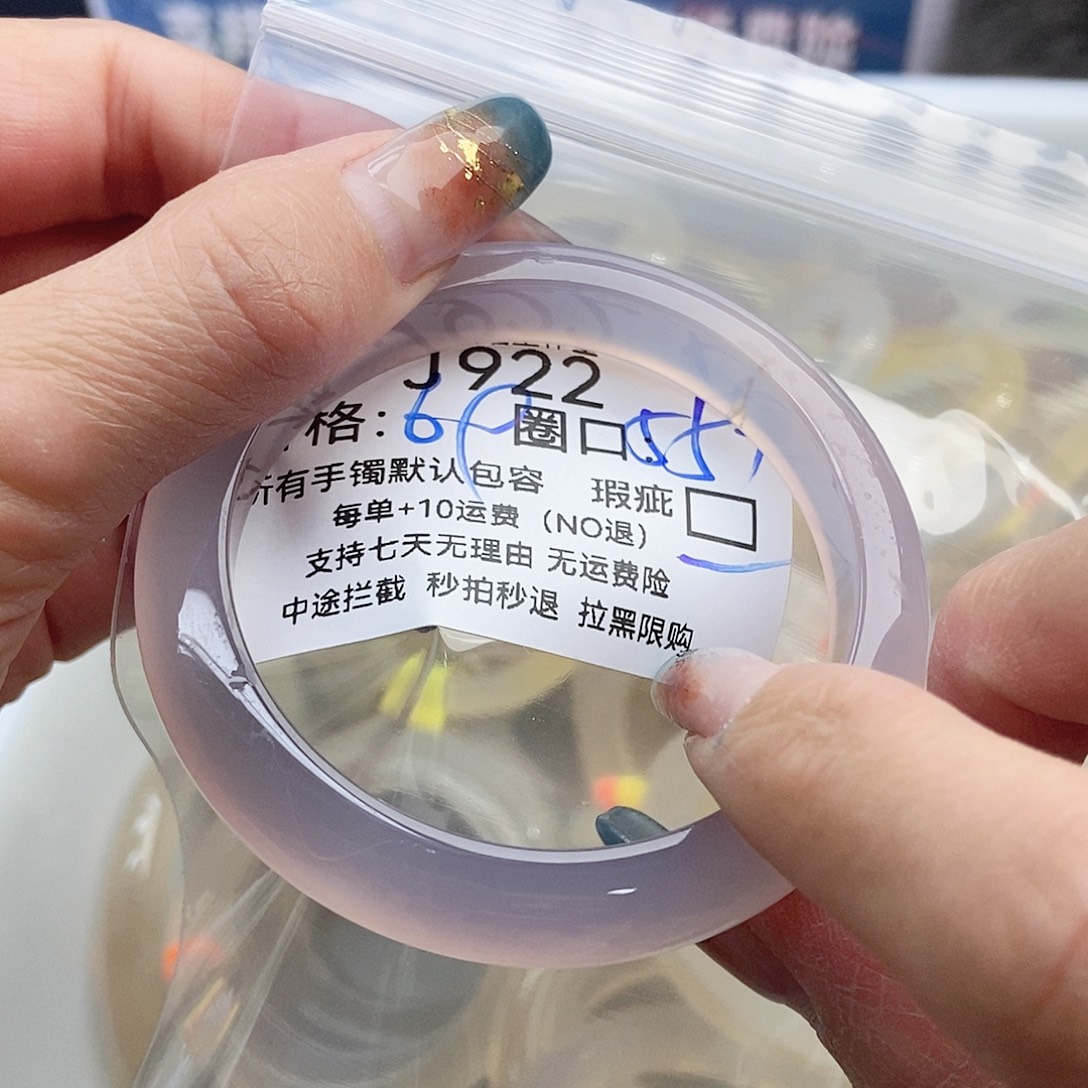 J922
格: 圈口:
所有手镯默认包容 瑕疵
每单+10运费 (NO退)
支持七天无理由 无运费险
中途拦截 秒拍秒退 拉黑限购